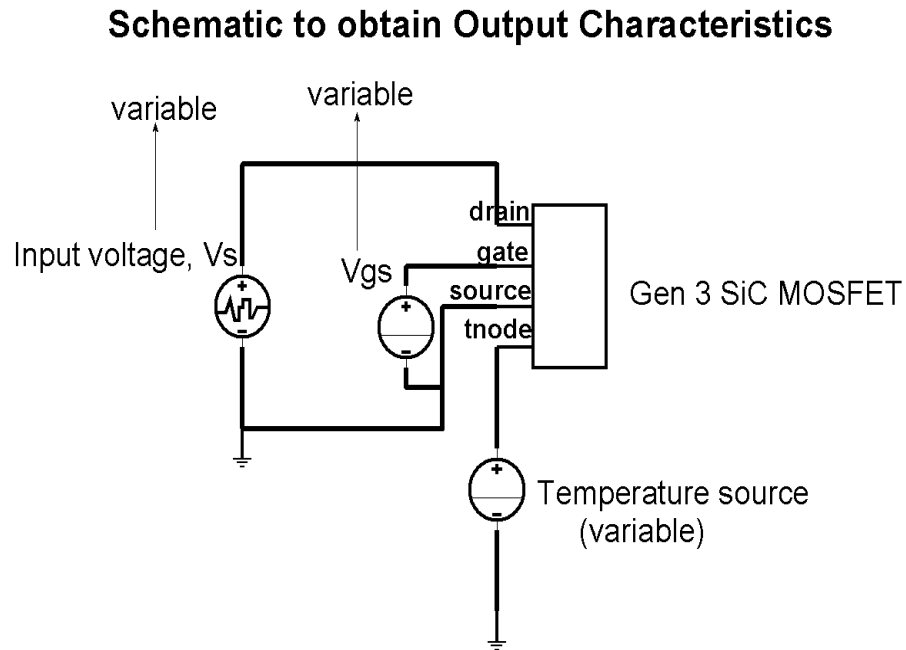 Schematic to obtain Output Characteristics
variable
variable
drain
Input voltage, Vs
gate
Vgs
source
Gen 3 SiC MOSFET
tnode
Temperature source
(variable)